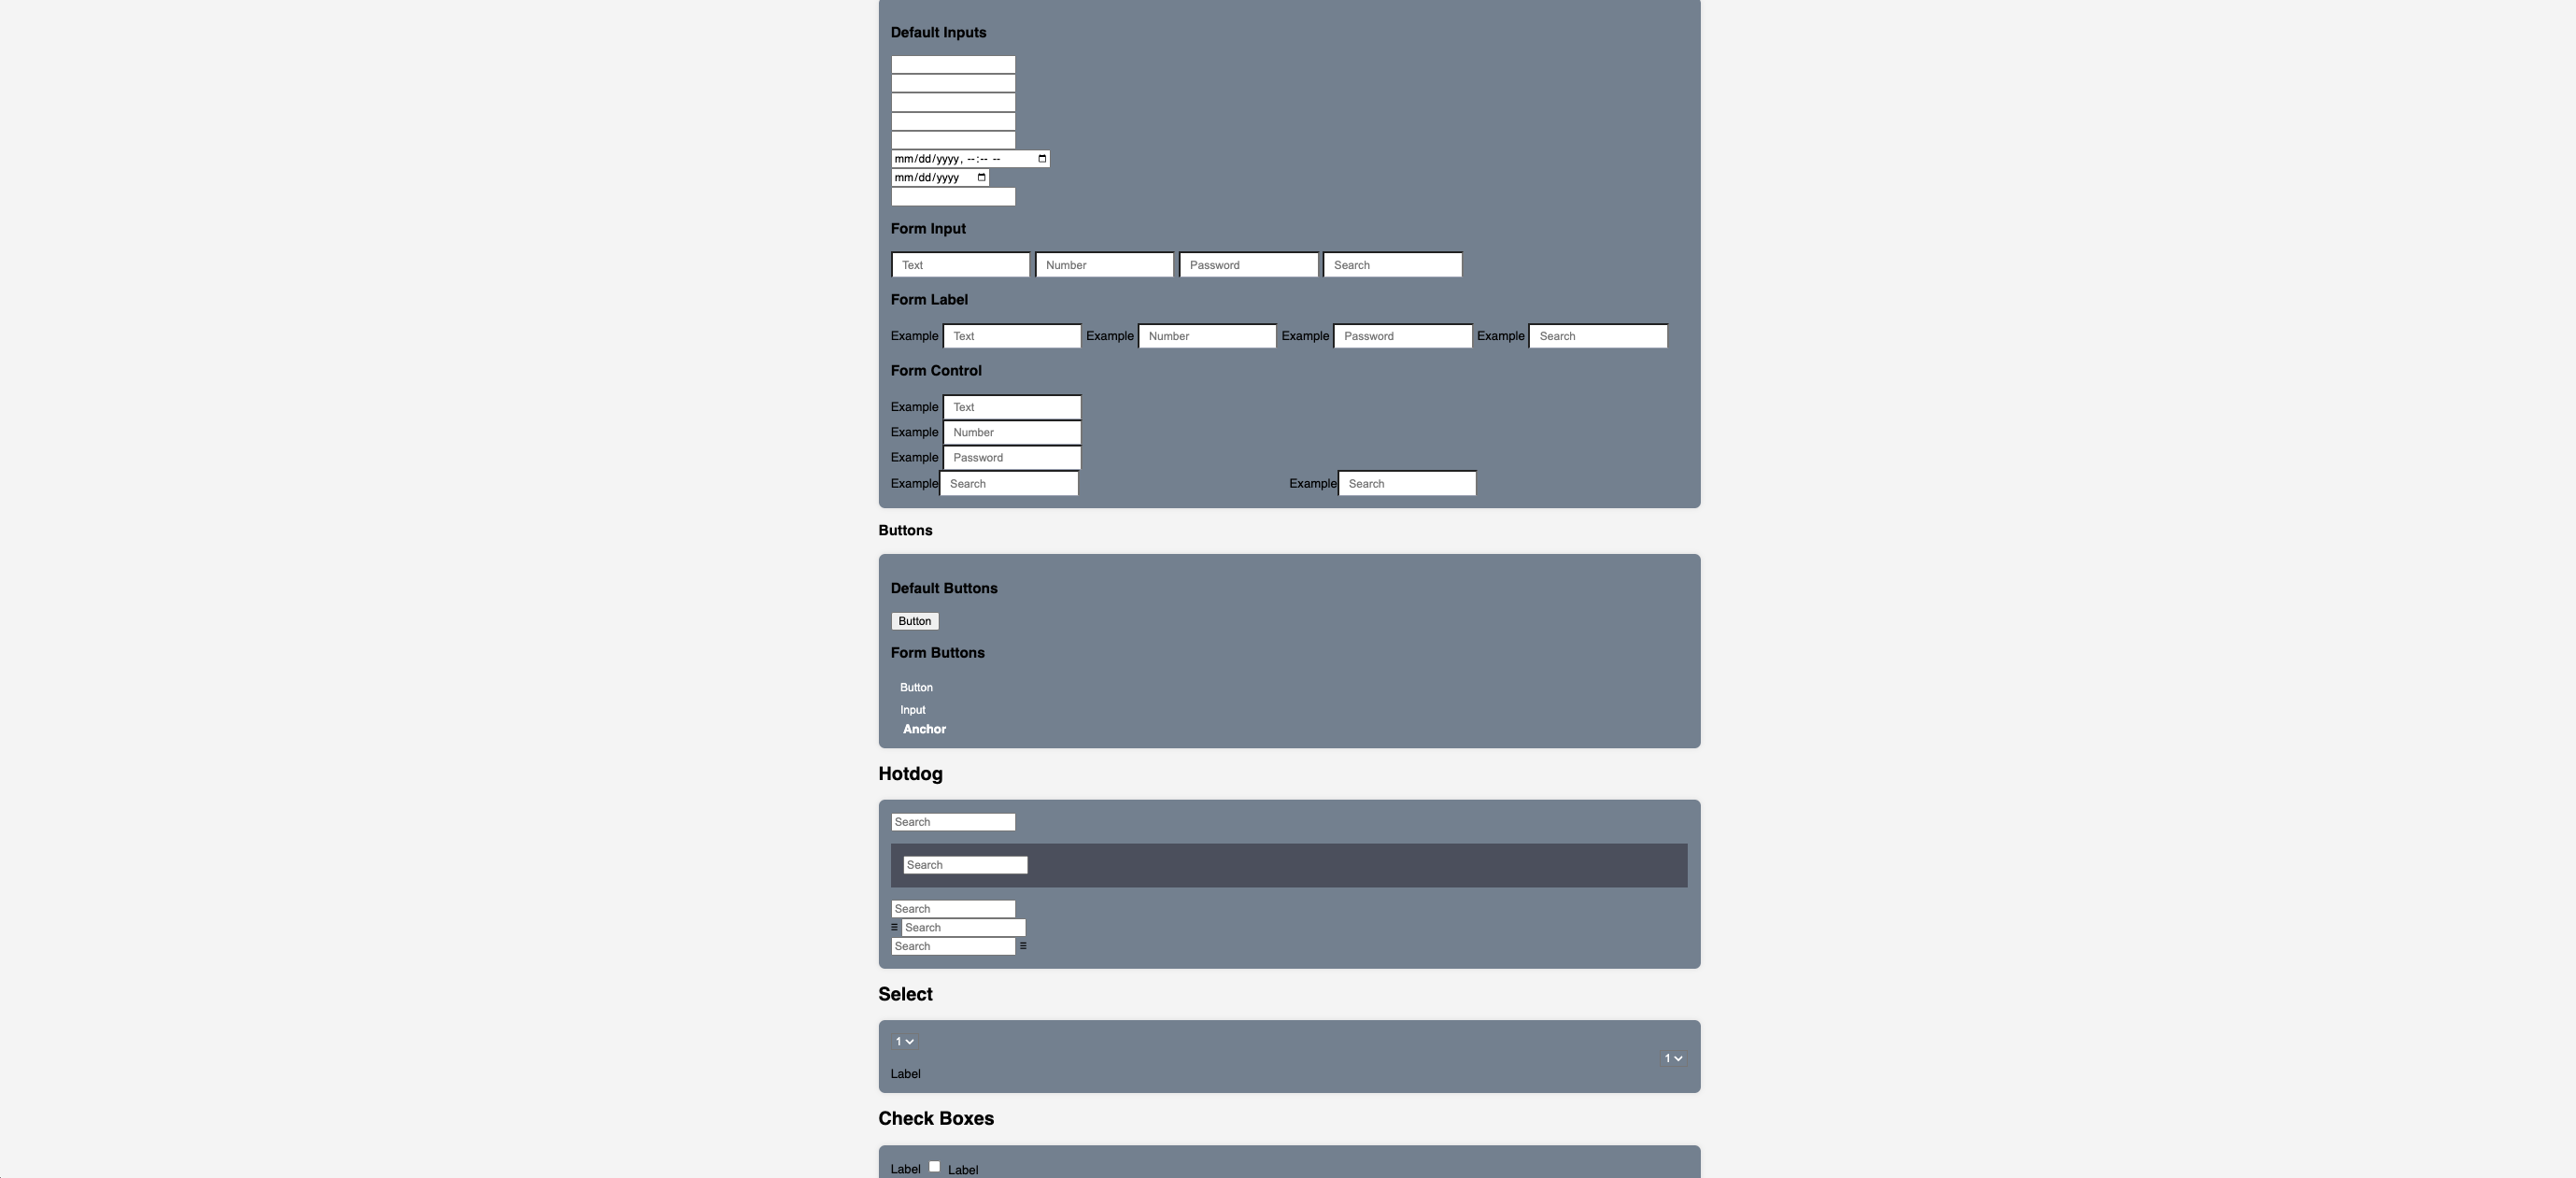 Default Inputs
mm/dd/yyyy, --:-- --
mm/dd/yyyy
Form Input
Text Number Password Search
Form Label
Example Text Example Number Example Password Example Search
Form Control
Example Text
Example Number
Example Password
Example Search Example Search
Buttons
Default Buttons
Button
Form Buttons
Button
Input
Anchor
Hotdog
Search
Search
Search
Search
Search
Select
1
1
Label
Check Boxes
Label Label